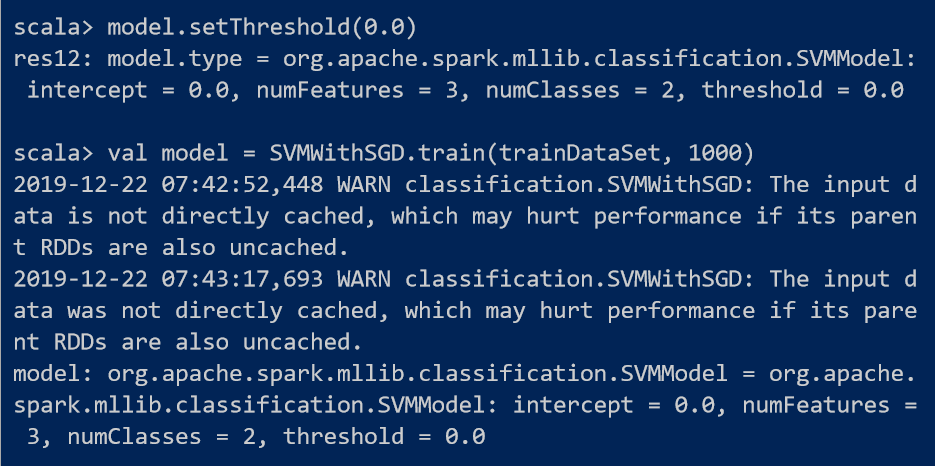 scala> model.setThreshold(0.0)
res12: model.type = org.apache.spark.mllib.classification.SVMModel:
 intercept = 0.0, numFeatures = 3, numClasses = 2, threshold = 0.0
scala> val model = SVMWithSGD.train(trainDataSet, 1000)
2019-12-22 07:42:52,448 WARN classification.SVMWithSGD: The input d
ata is not directly cached, which may hurt performance if its paren
t RDDs are also uncached.
2019-12-22 07:43:17,693 WARN classification.SVMWithSGD: The input d
ata was not directly cached, which may hurt performance if its pare
nt RDDs are also uncached.
model: org.apache.spark.mllib.classification.SVMModel = org.apache.
spark.mllib.classification.SVMModel: intercept = 0.0, numFeatures =
 3, numClasses = 2, threshold = 0.0